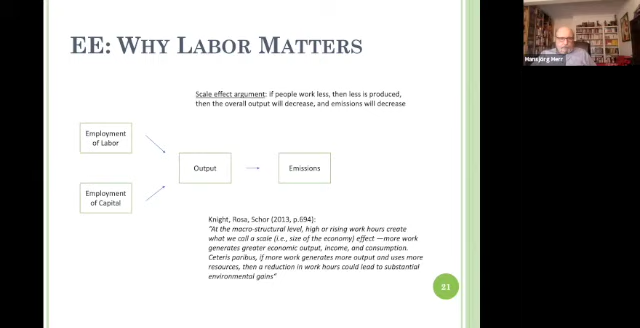 EE: WHY LABOR MATTERS
Hansjörg Herr
Scale effect argument: if people work less, then less is produced,
then the overall output will decrease, and emissions will decrease
Employment
of Labor
Output
Emissions
Employment
of Capital
Knight, Rosa, Schor (2013, p.694):
"At the macro-structural level, high or rising work hours create
what we call a scale (i.e., size of the economy) effect —more work
generates greater economic output, income, and consumption.
Ceteris paribus, if more work generates more output and uses more
resources, then a reduction in work hours could lead to substantial
environmental gains"
21